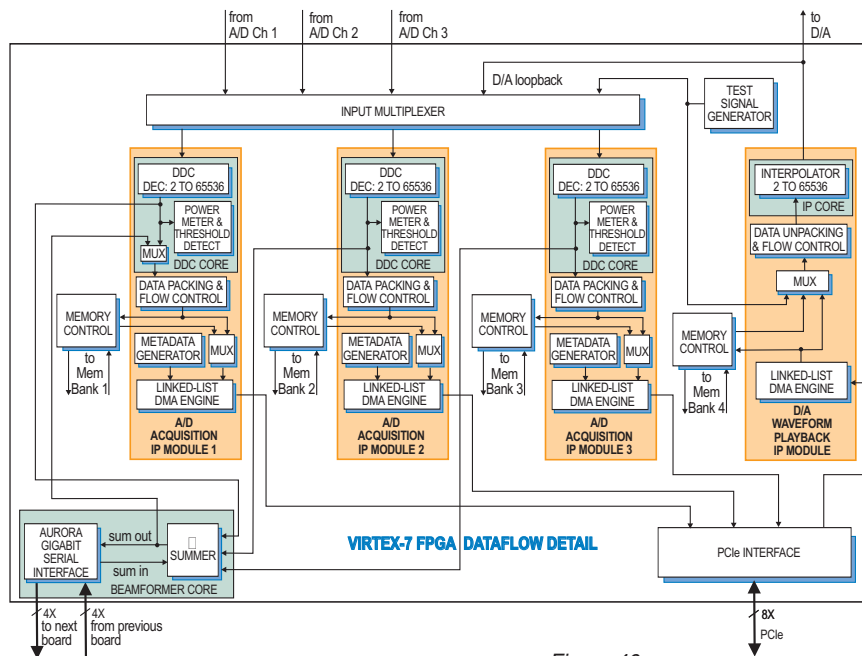 from
A/D Ch 1
from
A/D Ch 2
from
A/D Ch 3
to
D/A
D/A loopback
INPUT MULTIPLEXER
TEST
SIGNAL
GENERATOR
DDC
DEC: 2 TO 65536
POWER
METER &
THRESHOLD
DETECT
MUX
DDC CORE
DATA PACKING &
FLOW CONTROL
MEMORY
CONTROL
METADATA
GENERATOR
MUX
to
Mem
Bank 1
LINKED-LIST
DMA ENGINE
A/D
ACQUISITION
IP MODULE 1
DDC
DEC: 2 TO 65536
POWER
METER &
THRESHOLD
DETECT
DDC CORE
DATA PACKING &
FLOW CONTROL
MEMORY
CONTROL
METADATA
GENERATOR
MUX
to
Mem
Bank 2
LINKED-LIST
DMA ENGINE
A/D
ACQUISITION
IP MODULE 2
DDC
DEC: 2 TO 65536
POWER
METER &
THRESHOLD
DETECT
DDC CORE
DATA PACKING &
FLOW CONTROL
MEMORY
CONTROL
METADATA
GENERATOR
MUX
to
Mem
Bank 3
LINKED-LIST
DMA ENGINE
A/D
ACQUISITION
IP MODULE 3
INTERPOLATOR
2 TO 65536
IP CORE
DATA UNPACKING
& FLOW CONTROL
MUX
MEMORY
CONTROL
to
Mem
Bank 4
LINKED-LIST
DMA ENGINE
D/A
WAVEFORM
PLAYBACK
IP MODULE
AURORA
GIGABIT
SERIAL
INTERFACE
sum out
sum in
SUMMER
BEAMFORMER CORE
VIRTEX-7 FPGA DATAFLOW DETAIL
PCIe INTERFACE
4X
to next
board
4X
from previous
board
8X
PCIe